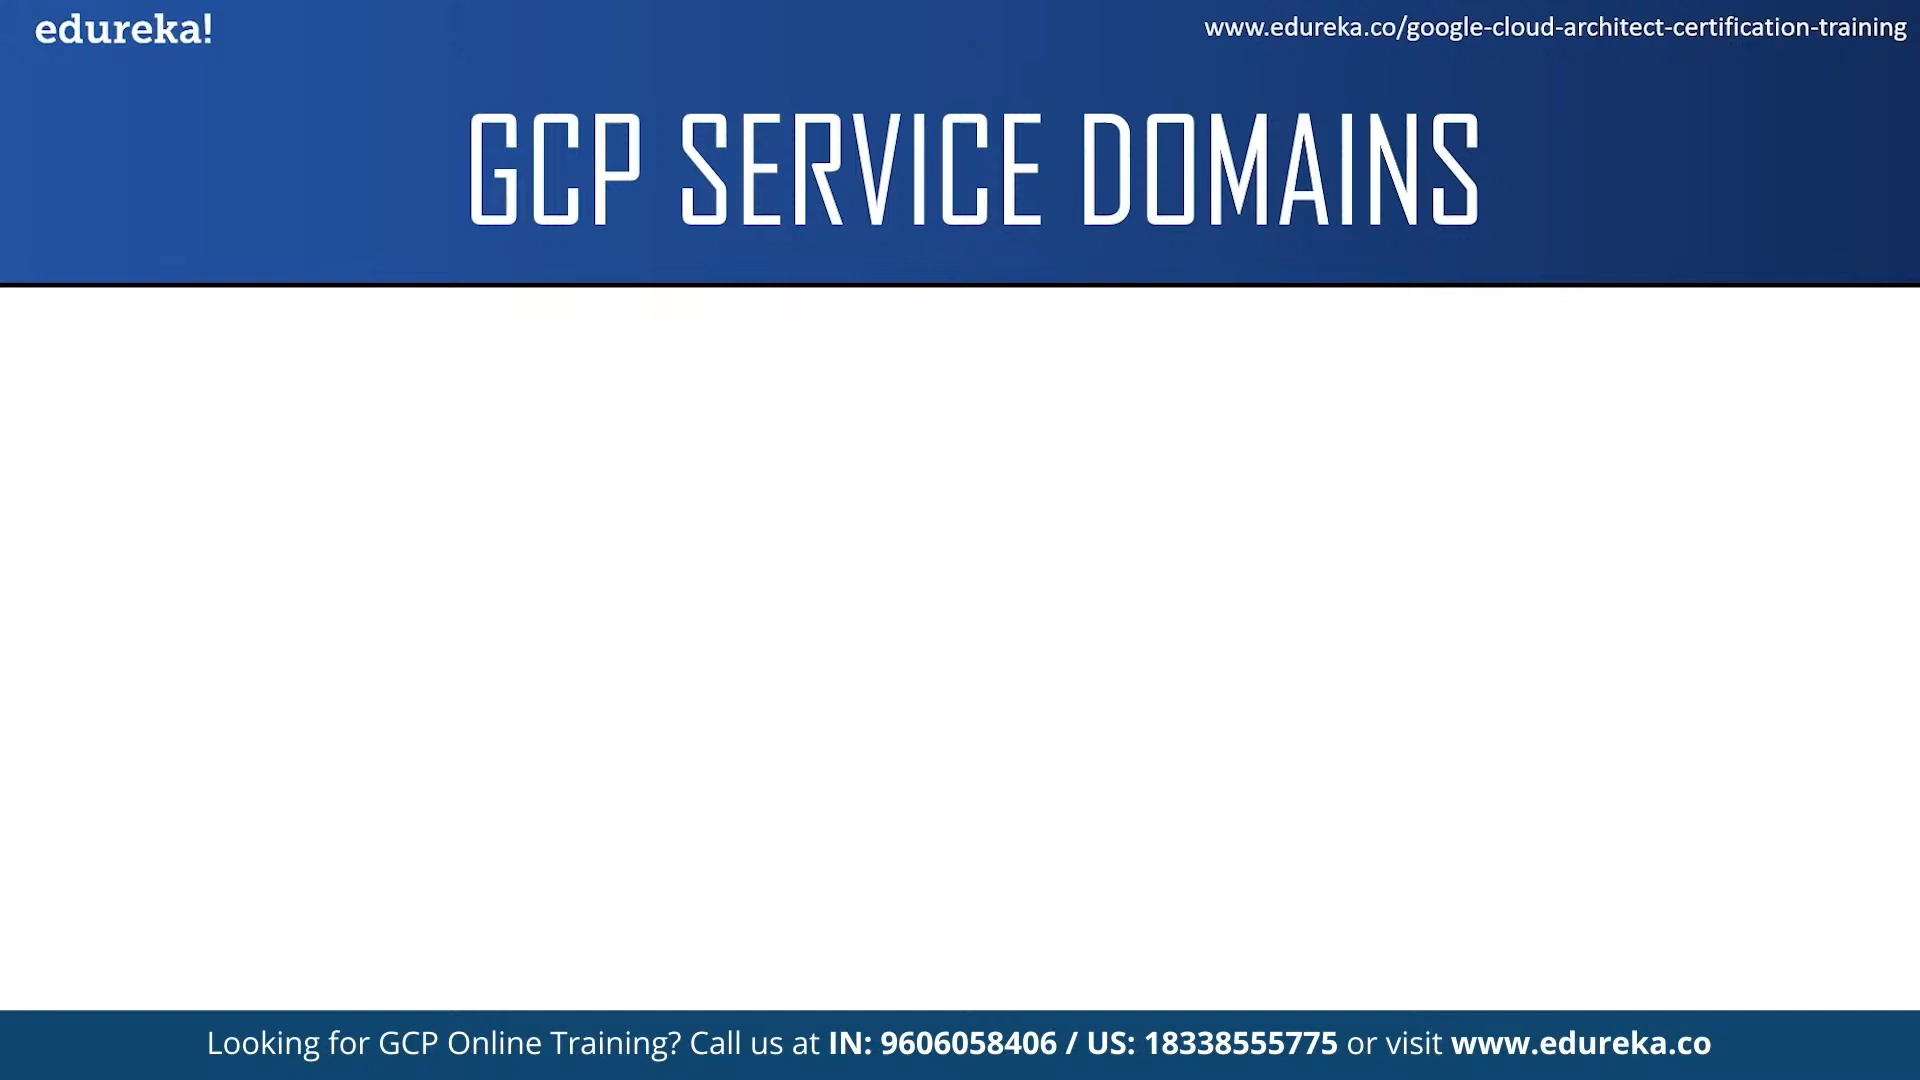 edureka!
www.edureka.co/google-cloud-architect-certification-training
GCP SERVICE DOMAINS
Looking for GCP Online Training? Call us at IN: 9606058406 / US: 18338555775 or visit www.edureka.co